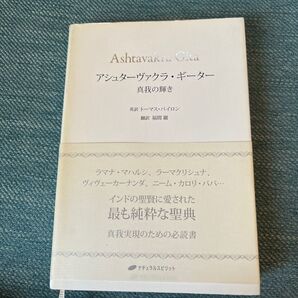 Ashtavakra Gita
アシュターヴァクラ・ギーター
真我の輝き
英訳 トーマス・バイロン
翻訳 福間 巖
ラマナ・マハルシ、ラーマクリシュナ、
ヴィヴェーカーナンダ、ニーム・カロリ・ババ…
インドの聖賢に愛された
最も純粋な聖典
真我実現のための必読書
ナチュラルスピリット